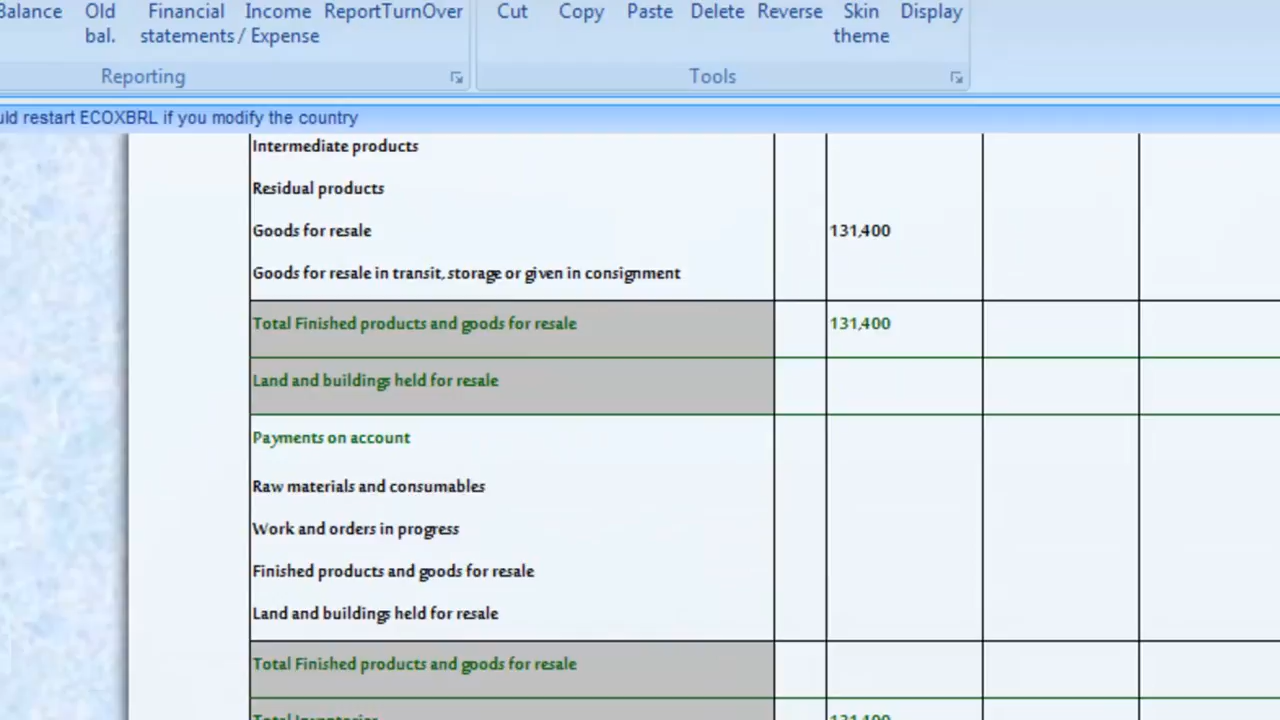 Balance Old bal. Financial statements Income / Expense ReportTurnOver Cut Copy Paste Delete Reverse Skin theme Display
Reporting Tools
uld restart ECOXBRL if you modify the country
Intermediate products
Residual products
Goods for resale 131,400
Goods for resale in transit, storage or given in consignment
Total Finished products and goods for resale 131,400
Land and buildings held for resale
Payments on account
Raw materials and consumables
Work and orders in progress
Finished products and goods for resale
Land and buildings held for resale
Total Finished products and goods for resale
Total Inventories 131,400